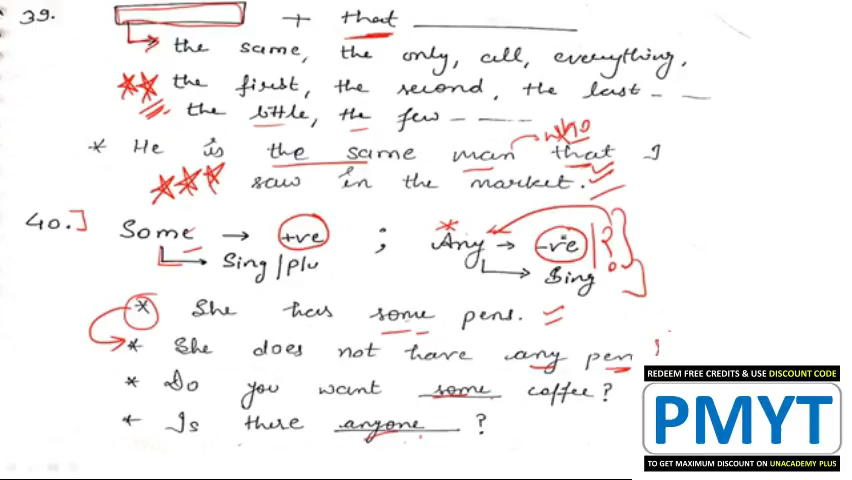 39. + that
the same, the only, all, everything,
the first, the second, the last
the little, the few
* He is the same man that I
who
saw in the market.
40.] Some → +ve ; * Any → -ve | ?
Sing/plu Sing
* She has some pens.
* She does not have any pen
* Do you want some coffee?
* Is there anyone ?
REDEEM FREE CREDITS & USE DISCOUNT CODE
PMYT
TO GET MAXIMUM DISCOUNT ON UNACADEMY PLUS